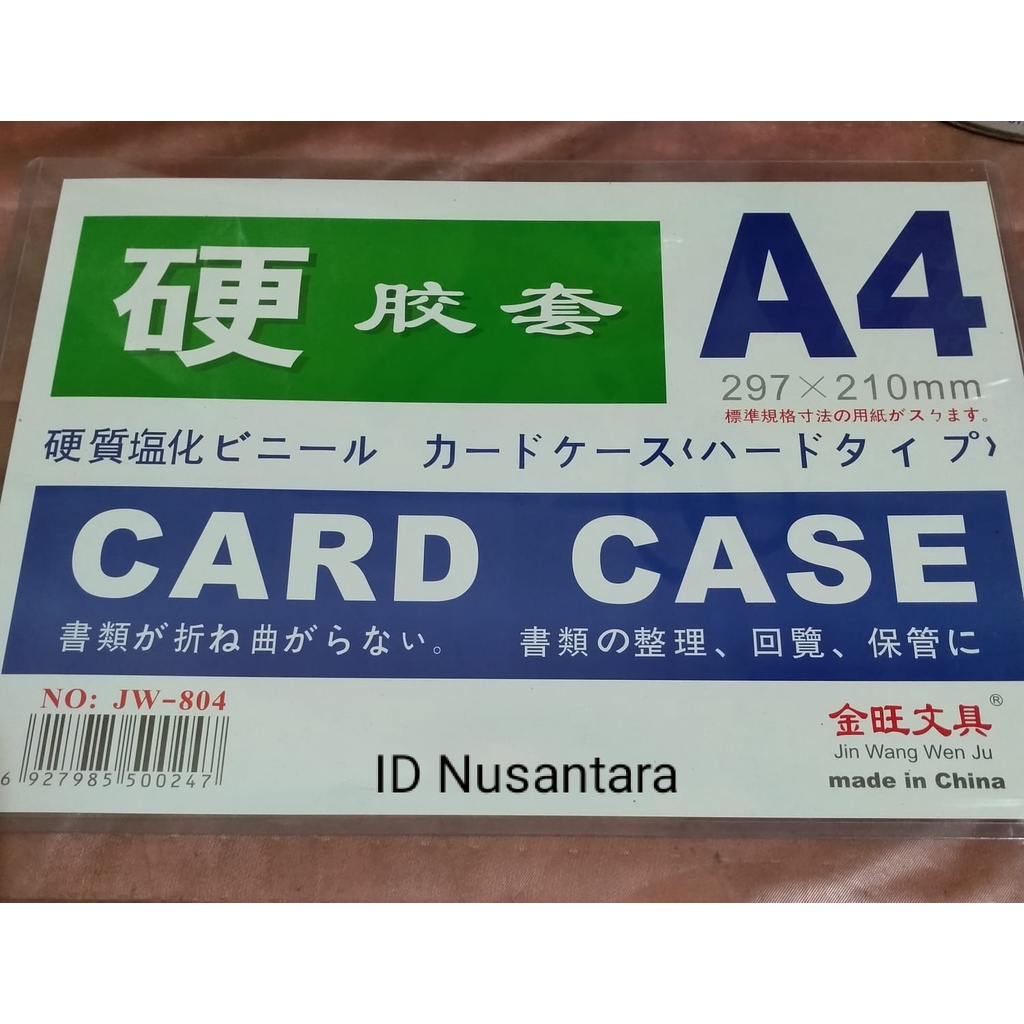 硬 胶 套
A4
297×210mm
標準規格寸法の用紙がスㄅます。
硬質塩化ビニール カードケース〈ハードタイプ〉
CARD CASE
書類が折ね曲がらない。 書類の整理、回覽、保管に
NO: JW-804
6 927985 500247
金旺文具®
Jin Wang Wen Ju
made in China
ID Nusantara